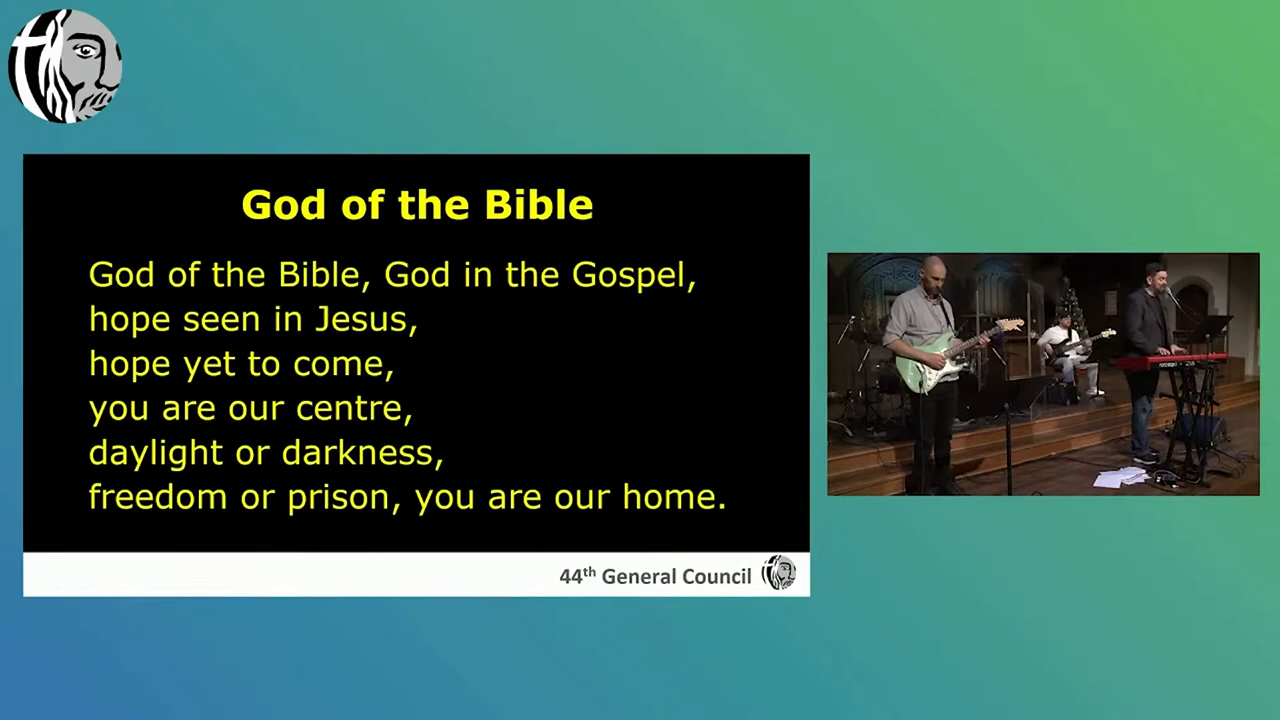 God of the Bible
God of the Bible, God in the Gospel,
hope seen in Jesus,
hope yet to come,
you are our centre,
daylight or darkness,
freedom or prison, you are our home.
44th General Council